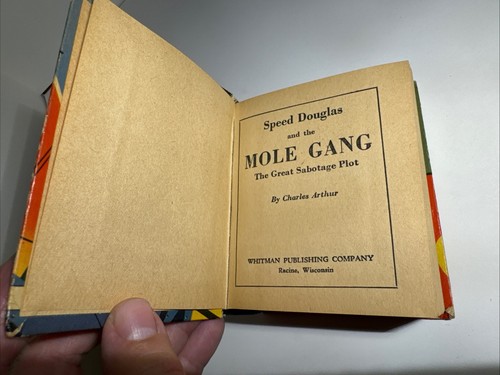 Speed Douglas
and the
MOLE GANG
The Great Sabotage Plot
By Charles Arthur
WHITMAN PUBLISHING COMPANY
Racine, Wisconsin